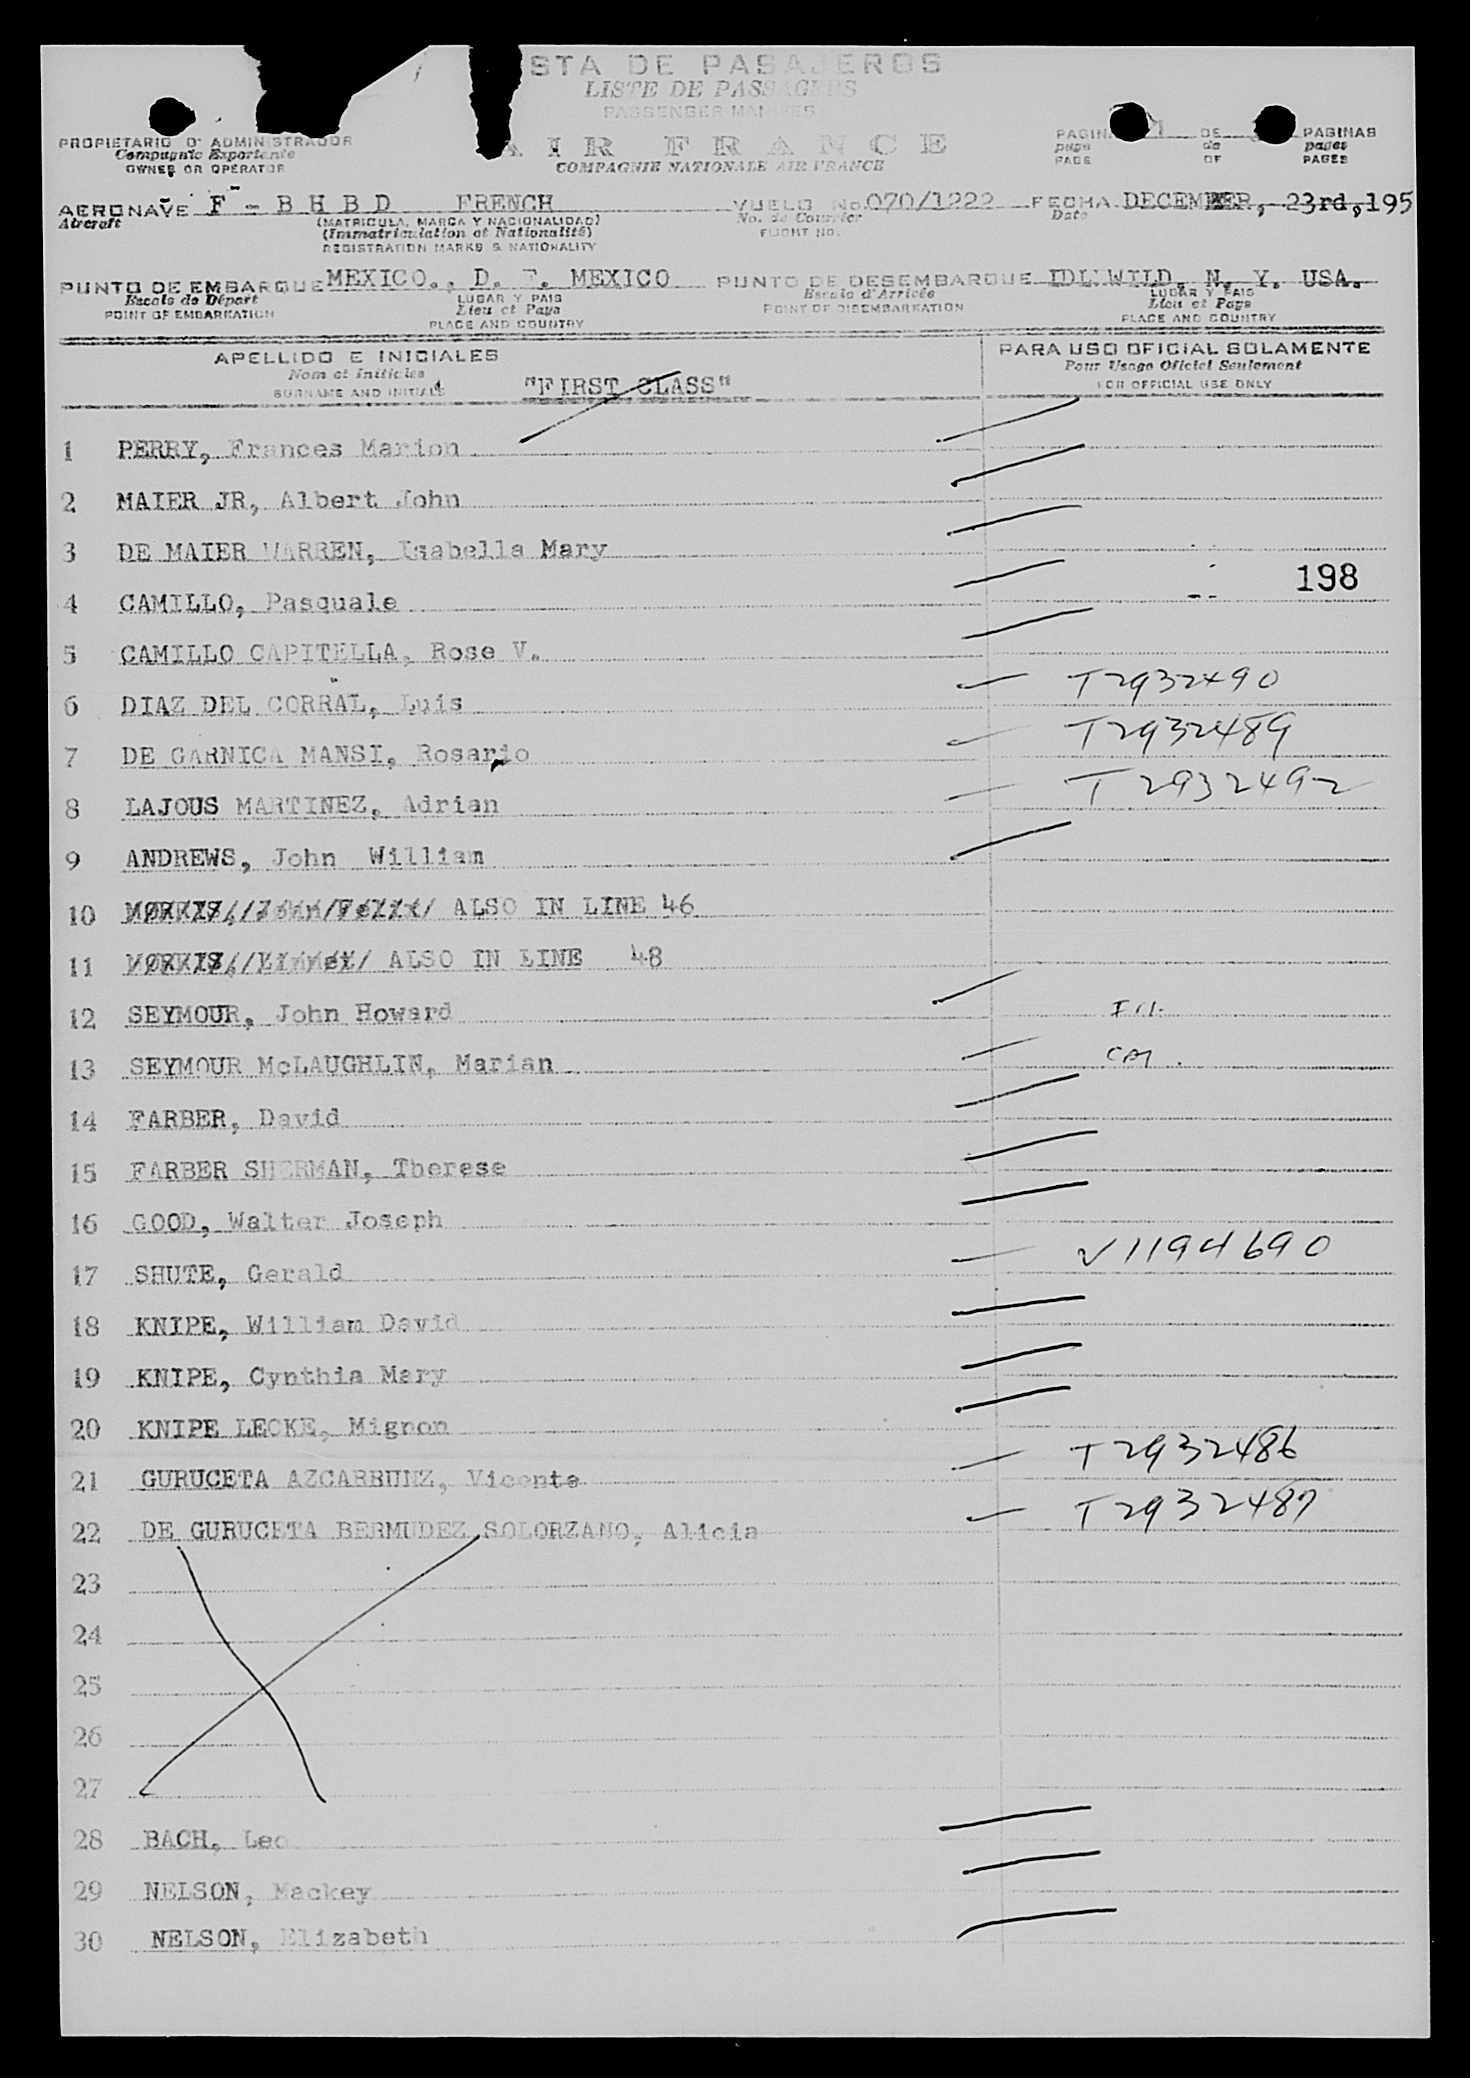 STA DE PASAJEROS
LISTE DE PASSAGERS
PASSENGER MANIFES
PROPIETARIO O ADMINISTRADOR
Compagnie Exportente
OWNER OR OPERATOR
AIR FRANCE
COMPAGNIE NATIONALE AIR FRANCE
PAGINA 1 DE PAGINAS
page de pages
PAGE OF PAGES
AERONAVE F - B H B D FRENCH VUELO No. 070/1222 FECHA DECEMBER, 23rd, 195
Aircraft (MATRICULA, MARCA Y NACIONALIDAD) No. de Courrier Date
(Immatriculation et Nationalité) FLIGHT NO.
REGISTRATION MARKS & NATIONALITY
PUNTO DE EMBARQUE MEXICO., D. F. MEXICO PUNTO DE DESEMBARQUE IDLEWILD, N. Y. USA.
Escale de Départ LUGAR Y PAIS Escale d'Arrivée LUGAR Y PAIS
POINT OF EMBARKATION Lieu et Pays POINT OF DISEMBARKATION Lieu et Pays
PLACE AND COUNTRY PLACE AND COUNTRY
APELLIDO E INICIALES PARA USO OFICIAL SOLAMENTE
Nom et Initiales Pour Usage Officiel Seulement
SURNAME AND INITIALS "FIRST CLASS" FOR OFFICIAL USE ONLY
1 PERRY, Frances Marion
2 MAIER JR, Albert John
3 DE MAIER WARREN, Isabella Mary
198
4 CAMILLO, Pasquale
5 CAMILLO CAPITELLA, Rose V.
6 DIAZ DEL CORRAL, Luis T2932490
7 DE GARNICA MANSI, Rosario T2932489
8 LAJOUS MARTINEZ, Adrian T2932492
9 ANDREWS, John William
10 MORRIS, John Felix ALSO IN LINE 46
11 MORRIS, ALSO IN LINE 48
12 SEYMOUR, John Howard
13 SEYMOUR McLAUGHLIN, Marian
14 FARBER, David
15 FARBER SHERMAN, Therese
16 GOOD, Walter Joseph
17 SHUTE, Gerald V1194690
18 KNIPE, William David
19 KNIPE, Cynthia Mary
20 KNIPE LECKE, Mignon
21 GURUCETA AZCARBUNZ, Vicente T2932486
22 DE GURUCETA BERMUDEZ SOLORZANO, Alicia T2932487
23
24
25
26
27
28 BACH, Leo
29 NELSON, Mackey
30 NELSON, Elizabeth